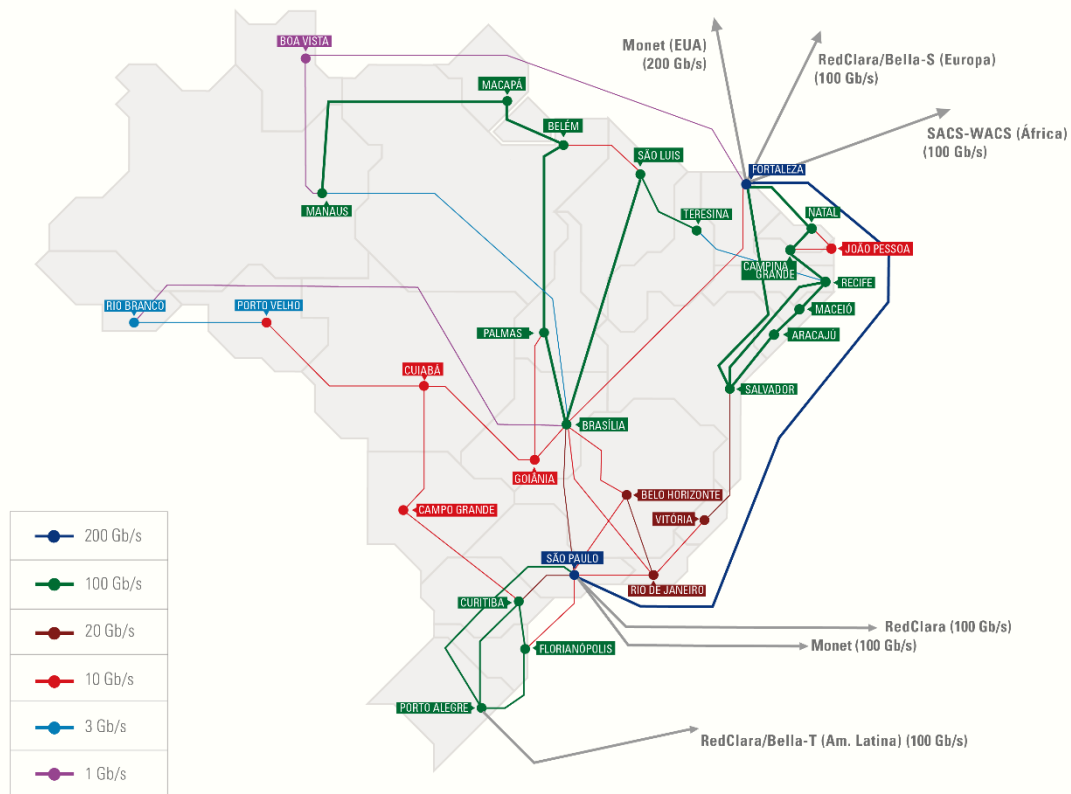 BOA VISTA
Monet (EUA)
(200 Gb/s)
RedClara/Bella-S (Europa)
(100 Gb/s)
MACAPÁ
SACS-WACS (África)
(100 Gb/s)
BELÉM
SÃO LUIS
FORTALEZA
MANAUS
TERESINA
NATAL
JOÃO PESSOA
CAMPINA
GRANDE
RECIFE
RIO BRANCO
PORTO VELHO
MACEIÓ
PALMAS
ARACAJÚ
CUIABÁ
SALVADOR
BRASÍLIA
GOIÂNIA
BELO HORIZONTE
CAMPO GRANDE
VITÓRIA
200 Gb/s
SÃO PAULO
100 Gb/s
RIO DE JANEIRO
CURITIBA
20 Gb/s
RedClara (100 Gb/s)
Monet (100 Gb/s)
FLORIANÓPOLIS
10 Gb/s
PORTO ALEGRE
3 Gb/s
RedClara/Bella-T (Am. Latina) (100 Gb/s)
1 Gb/s